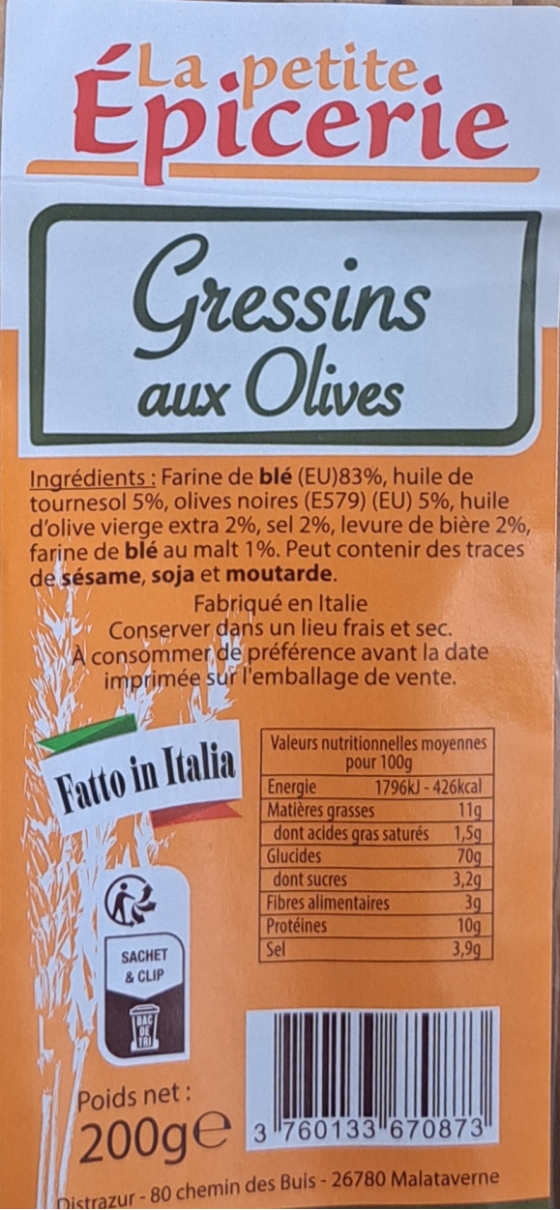 La petite
Épicerie
Gressins
aux Olives
Ingrédients : Farine de blé (EU)83%, huile de
tournesol 5%, olives noires (E579) (EU) 5%, huile
d'olive vierge extra 2%, sel 2%, levure de bière 2%,
farine de blé au malt 1%. Peut contenir des traces
de sésame, soja et moutarde.
Fabriqué en Italie
Conserver dans un lieu frais et sec.
À consommer de préférence avant la date
imprimée sur l'emballage de vente.
Fatto in Italia
Valeurs nutritionnelles moyennes
pour 100g
Energie 1796kJ - 426kcal
Matières grasses 11g
dont acides gras saturés 1,5g
Glucides 70g
dont sucres 3,2g
Fibres alimentaires 3g
Protéines 10g
Sel 3,9g
SACHET
& CLIP
BAC
DE
TRI
Poids net :
200g℮
3 760133 670873
Distrazur - 80 chemin des Buis - 26780 Malataverne